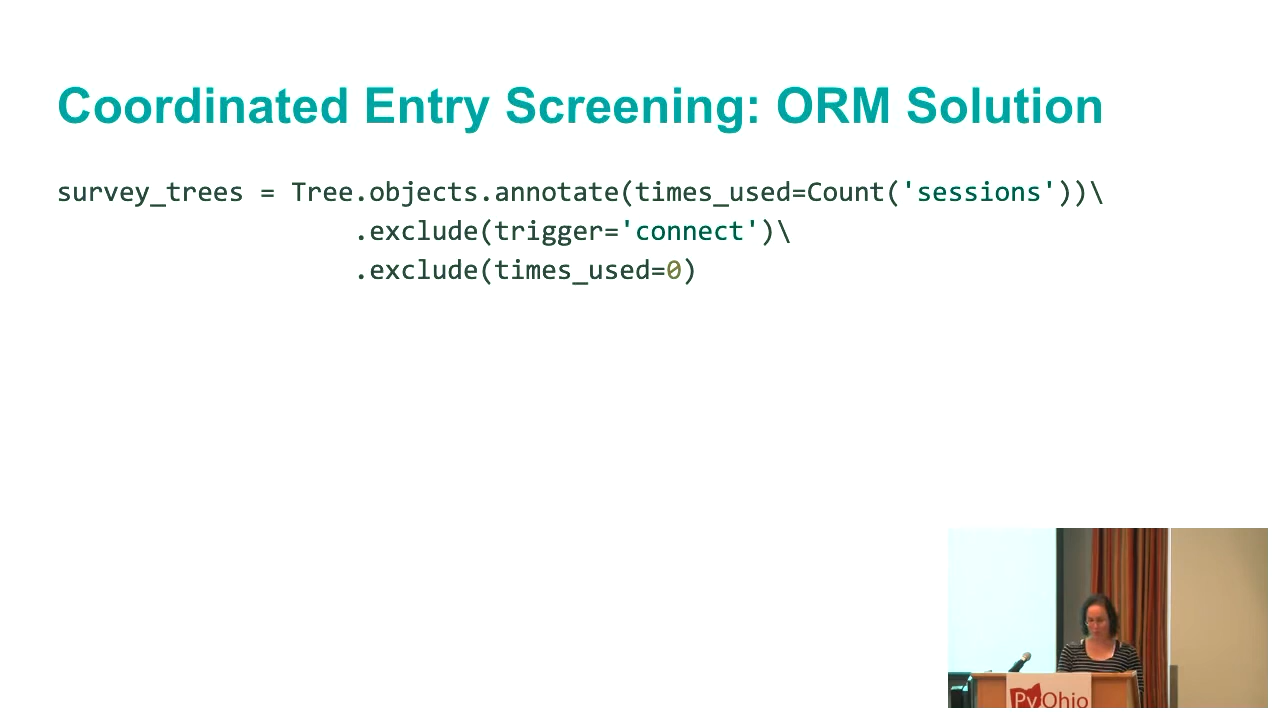 Coordinated Entry Screening: ORM Solution
survey_trees = Tree.objects.annotate(times_used=Count('sessions'))\
.exclude(trigger='connect')\
.exclude(times_used=0)
PyOhio